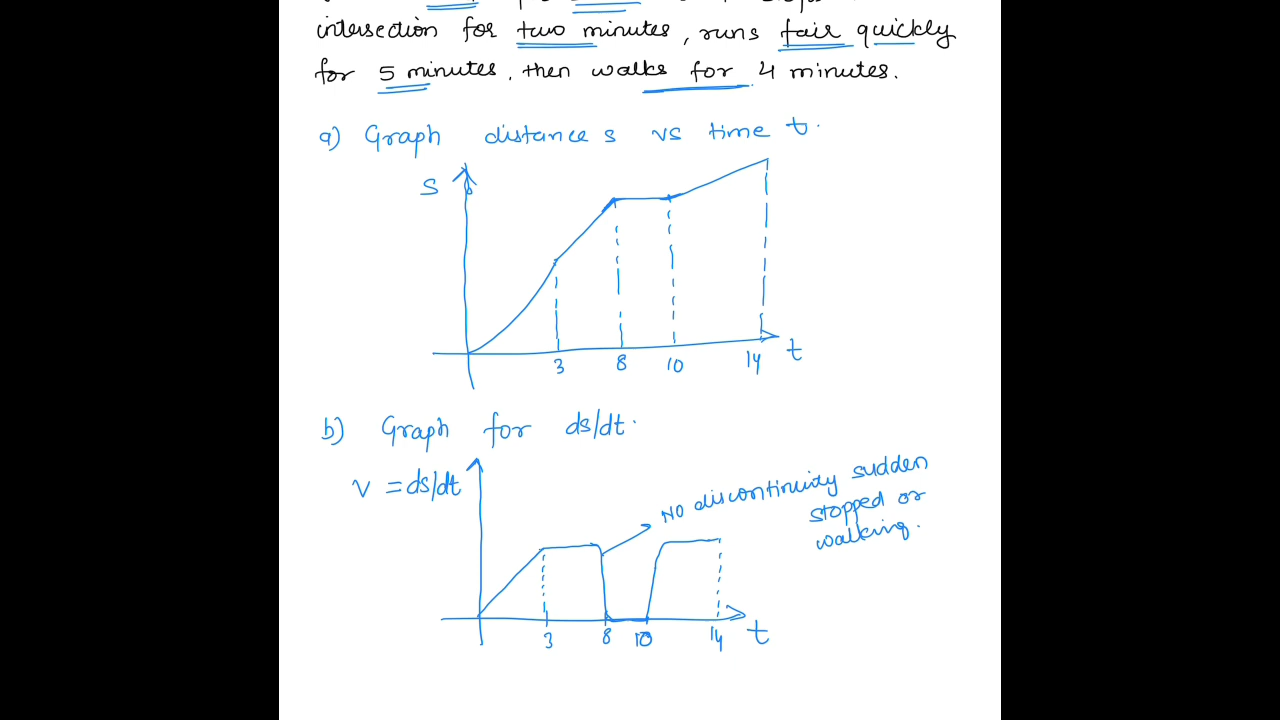 intersection for two minutes, runs fair quickly
for 5 minutes, then walks for 4 minutes.
a) Graph distance s vs time t.
S
3 8 10 14 t
b) Graph for ds/dt.
V = ds/dt
NO discontinuity sudden
stopped or
walking.
3 8 10 14 t